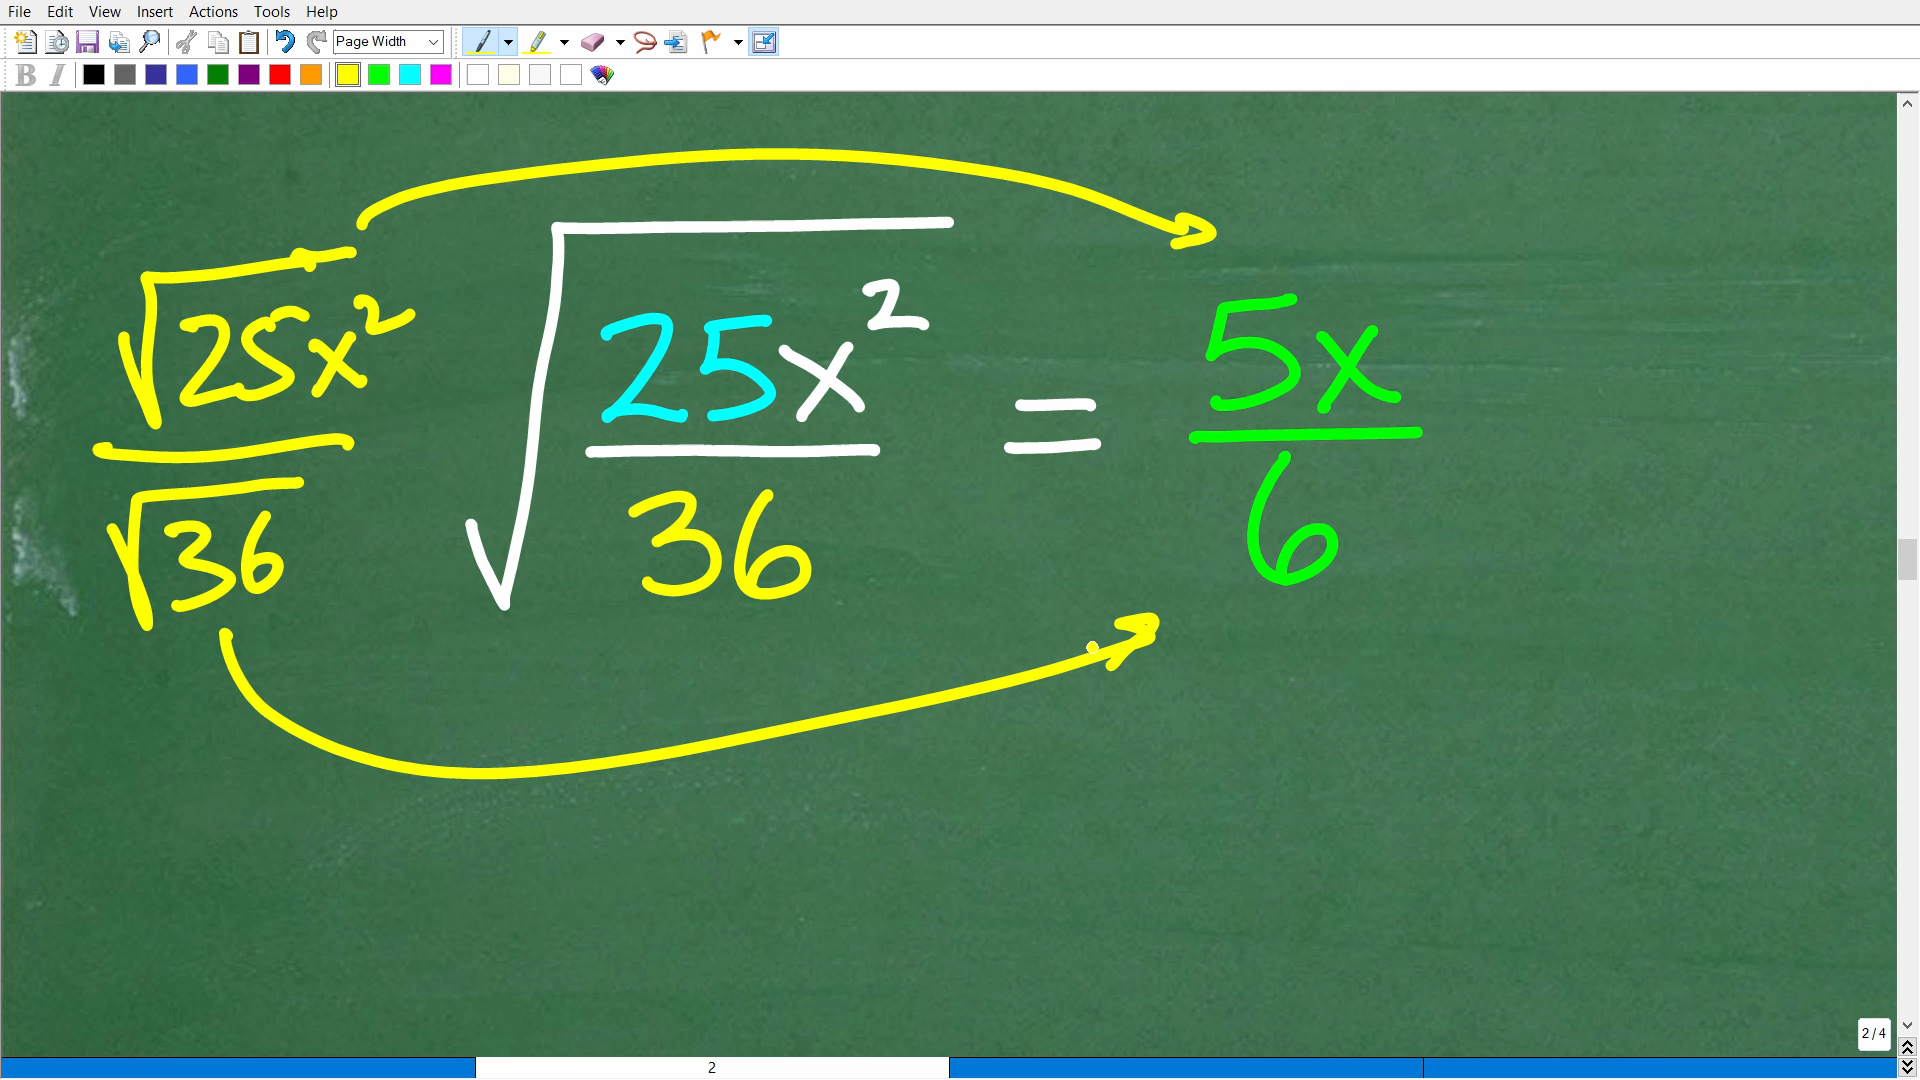 File Edit View Insert Actions Tools Help
Page Width
B I
√25x²
√36
√ 25x² / 36 = 5x / 6
2 / 4
2